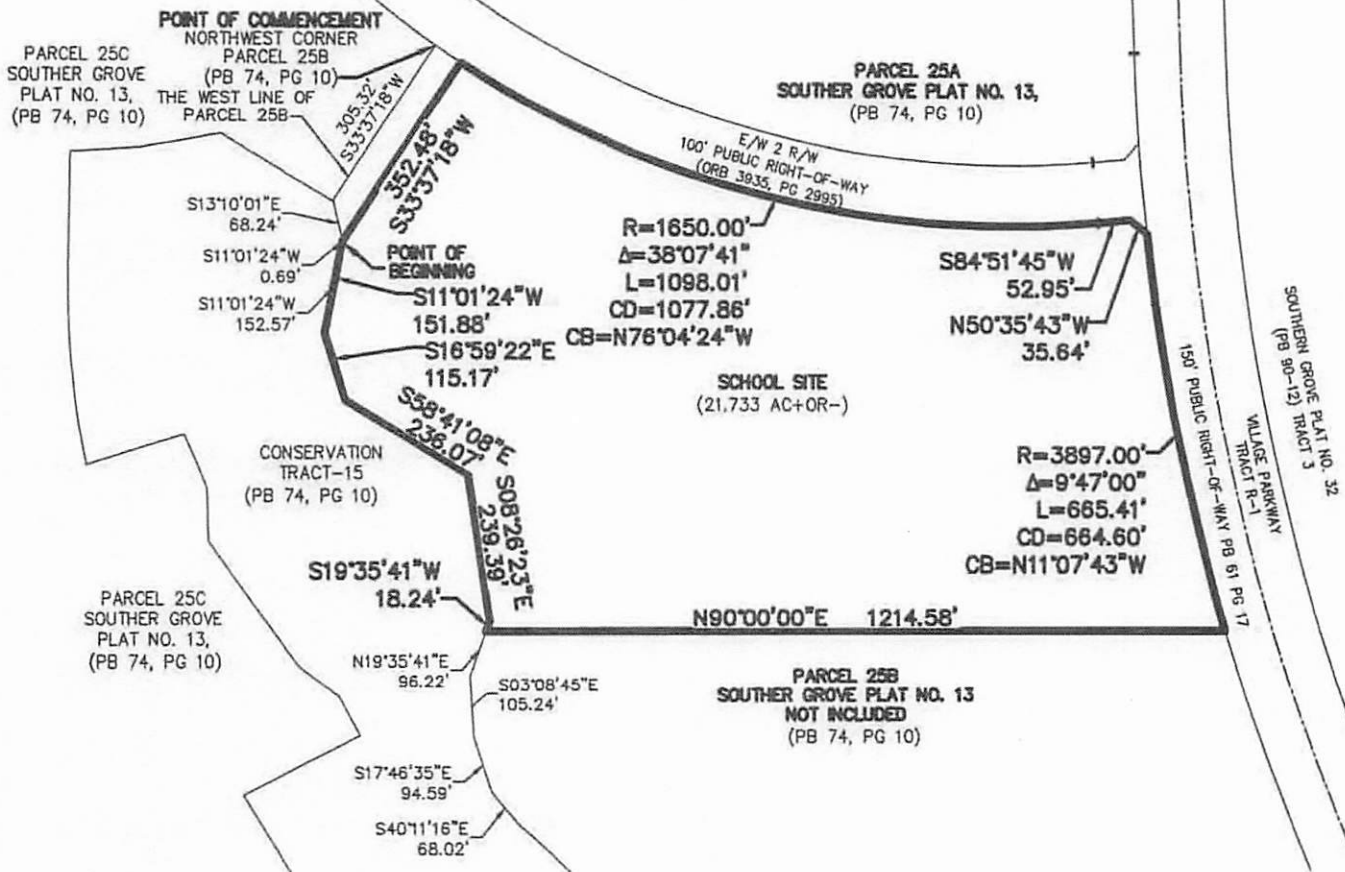 POINT OF COMMENCEMENT
NORTHWEST CORNER
PARCEL 25B
(PB 74, PG 10)
THE WEST LINE OF
PARCEL 25B
PARCEL 25C
SOUTHER GROVE
PLAT NO. 13,
(PB 74, PG 10)
305.32'
S33°37'18"W
352.48'
S33°37'18"W
PARCEL 25A
SOUTHER GROVE PLAT NO. 13,
(PB 74, PG 10)
E/W 2 R/W
100' PUBLIC RIGHT-OF-WAY
(ORB 3935, PG 2995)
S13°10'01"E
68.24'
S11°01'24"W
0.69'
S11°01'24"W
152.57'
POINT OF
BEGINNING
S11°01'24"W
151.88'
S16°59'22"E
115.17'
R=1650.00'
Δ=38°07'41"
L=1098.01'
CD=1077.86'
CB=N76°04'24"W
S84°51'45"W
52.95'
N50°35'43"W
35.64'
SCHOOL SITE
(21.733 AC+OR-)
S58°41'08"E
236.07'
S08°26'23"E
239.39'
CONSERVATION
TRACT-15
(PB 74, PG 10)
R=3897.00'
Δ=9°47'00"
L=665.41'
CD=664.60'
CB=N11°07'43"W
150' PUBLIC RIGHT-OF-WAY PB 61 PG 17
VILLAGE PARKWAY
TRACT R-1
SOUTHERN GROVE PLAT NO. 32
(PB 90-12) TRACT 3
S19°35'41"W
18.24'
N90°00'00"E 1214.58'
PARCEL 25C
SOUTHER GROVE
PLAT NO. 13,
(PB 74, PG 10)
N19°35'41"E
96.22'
S03°08'45"E
105.24'
PARCEL 25B
SOUTHER GROVE PLAT NO. 13
NOT INCLUDED
(PB 74, PG 10)
S17°46'35"E
94.59'
S40°11'16"E
68.02'